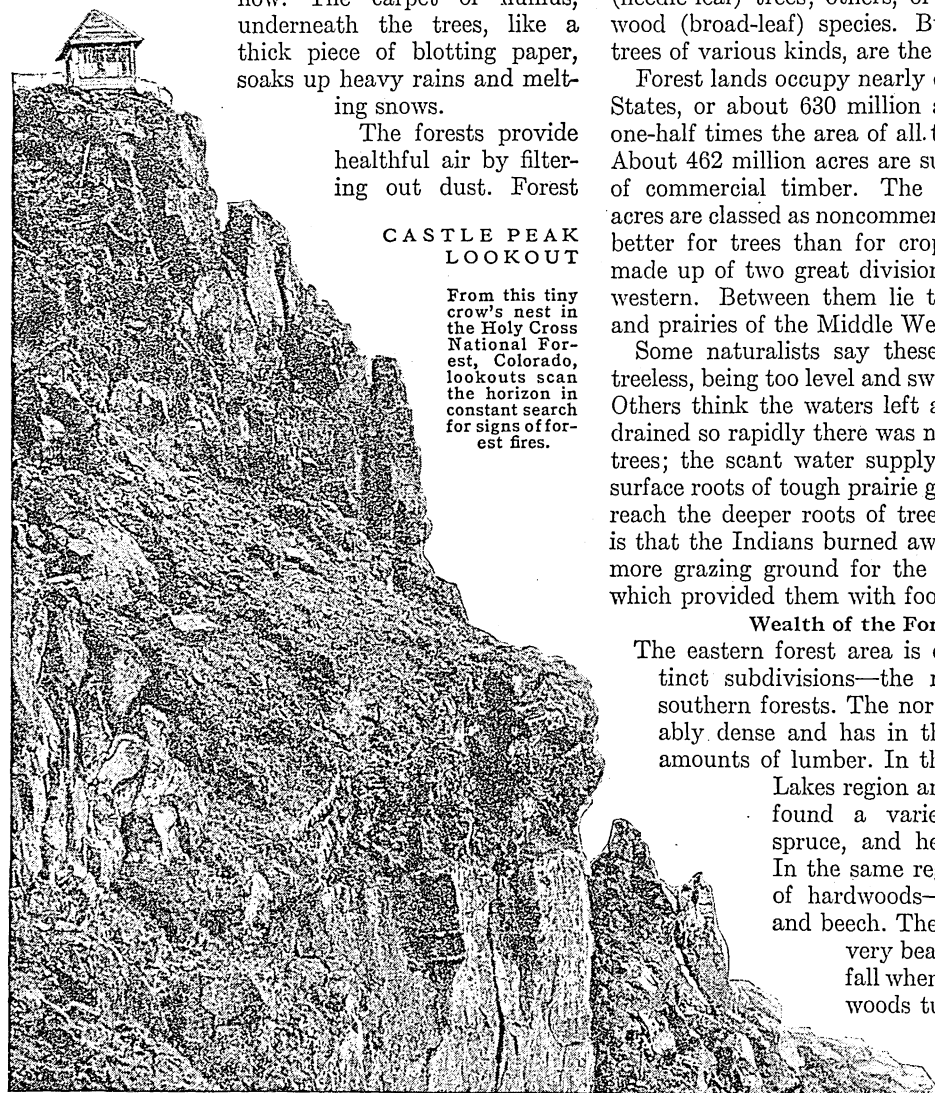 now. The carpet of humus,
underneath the trees, like a
thick piece of blotting paper,
soaks up heavy rains and melt-
ing snows.
The forests provide
healthful air by filter-
ing out dust. Forest
CASTLE PEAK
LOOKOUT
From this tiny
crow's nest in
the Holy Cross
National For-
est, Colorado,
lookouts scan
the horizon in
constant search
for signs of for-
est fires.
(needle-leaf) trees; others, of
wood (broad-leaf) species. B
trees of various kinds, are the
Forest lands occupy nearly
States, or about 630 million
one-half times the area of all
About 462 million acres are su
of commercial timber. The
acres are classed as noncommer
better for trees than for crop
made up of two great division
western. Between them lie t
and prairies of the Middle We
Some naturalists say these
treeless, being too level and sw
Others think the waters left a
drained so rapidly there was n
trees; the scant water supply
surface roots of tough prairie g
reach the deeper roots of tree
is that the Indians burned aw
more grazing ground for the
which provided them with foo
Wealth of the For
The eastern forest area is
tinct subdivisions—the n
southern forests. The nor
ably dense and has in th
amounts of lumber. In th
Lakes region an
found a varie
spruce, and he
In the same re
of hardwoods—
and beech. The
very bea
fall when
woods tu